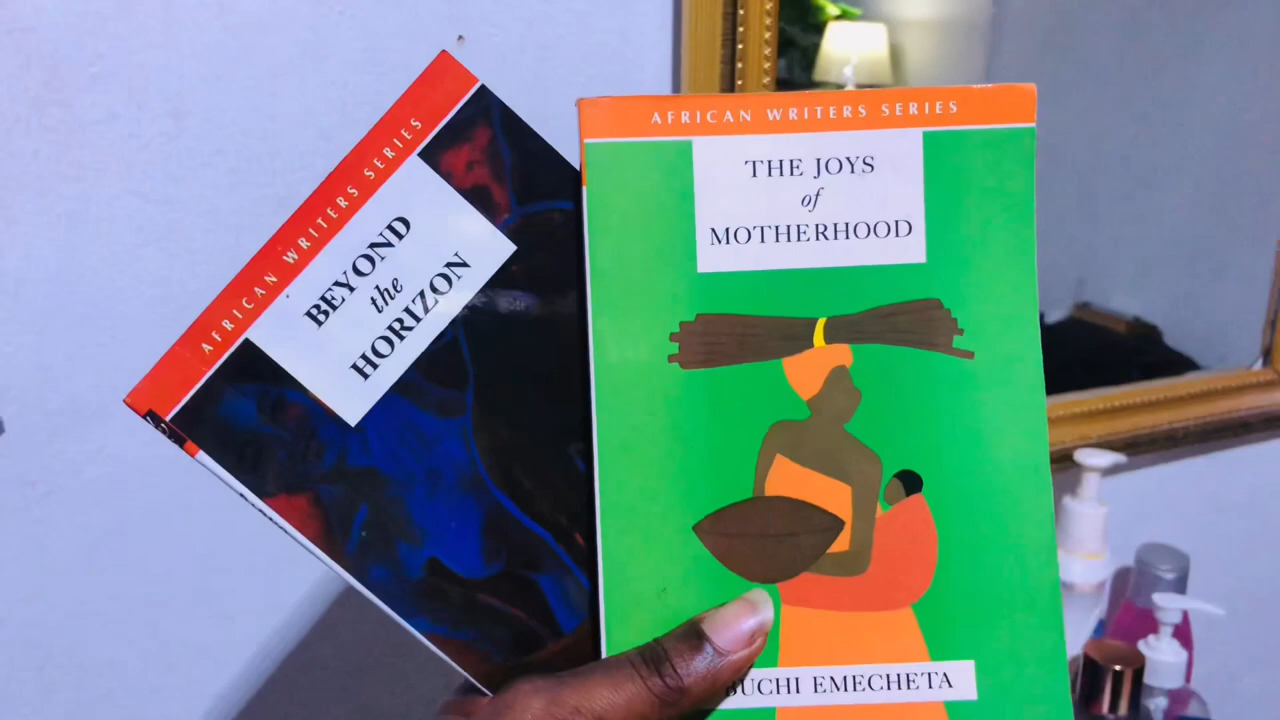 AFRICAN WRITERS SERIES
BEYOND
the
HORIZON
AFRICAN WRITERS SERIES
THE JOYS
of
MOTHERHOOD
BUCHI EMECHETA